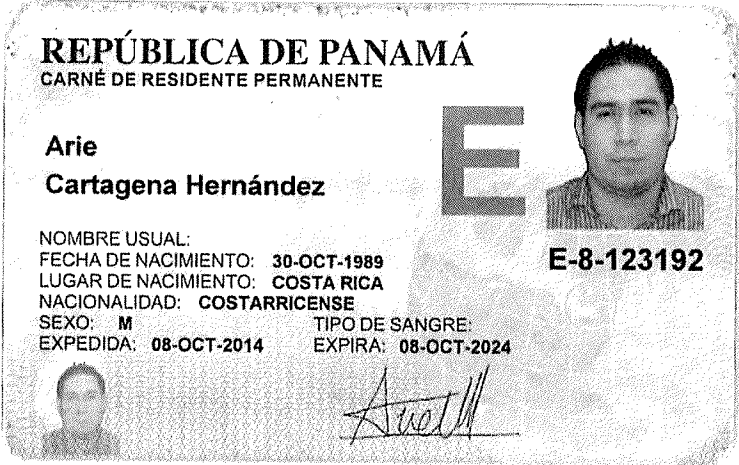 REPÚBLICA DE PANAMÁ
CARNÉ DE RESIDENTE PERMANENTE
Arie
Cartagena Hernández
E
NOMBRE USUAL:
FECHA DE NACIMIENTO: 30-OCT-1989
LUGAR DE NACIMIENTO: COSTA RICA
NACIONALIDAD: COSTARRICENSE
SEXO: M TIPO DE SANGRE:
EXPEDIDA: 08-OCT-2014 EXPIRA: 08-OCT-2024
E-8-123192